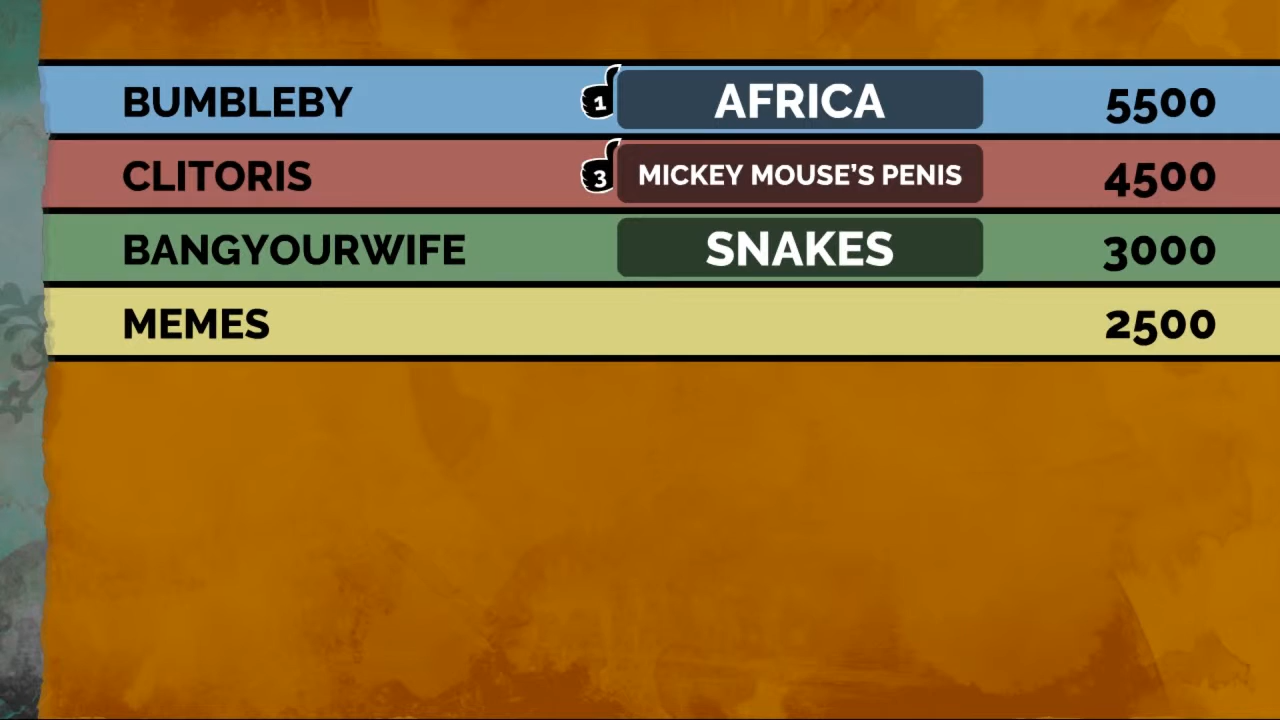 BUMBLEBY 1 AFRICA 5500
CLITORIS 3 MICKEY MOUSE'S PENIS 4500
BANGYOURWIFE SNAKES 3000
MEMES 2500